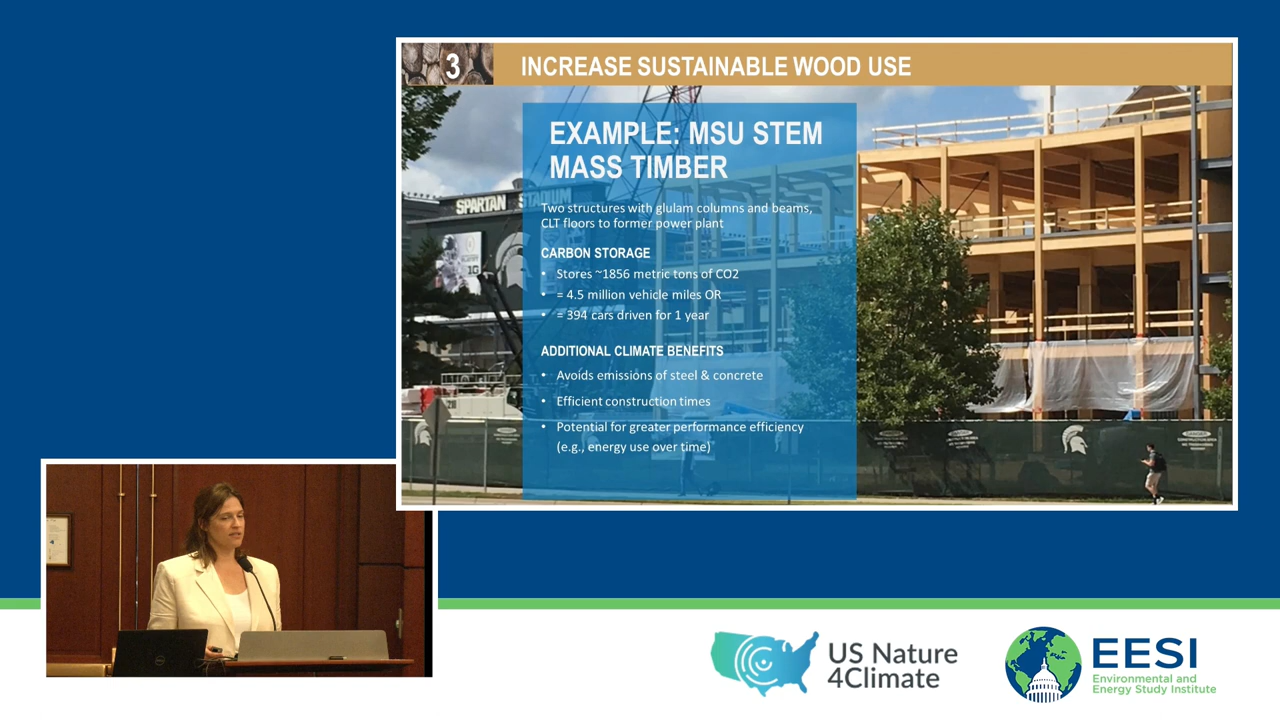 3
INCREASE SUSTAINABLE WOOD USE
EXAMPLE: MSU STEM
MASS TIMBER
SPARTAN STADIUM
Two structures with glulam columns and beams,
CLT floors to former power plant
CARBON STORAGE
• Stores ~1856 metric tons of CO2
• = 4.5 million vehicle miles OR
• = 394 cars driven for 1 year
ADDITIONAL CLIMATE BENEFITS
• Avoids emissions of steel & concrete
• Efficient construction times
• Potential for greater performance efficiency
(e.g., energy use over time)
US Nature
4Climate
EESI
Environmental and
Energy Study Institute